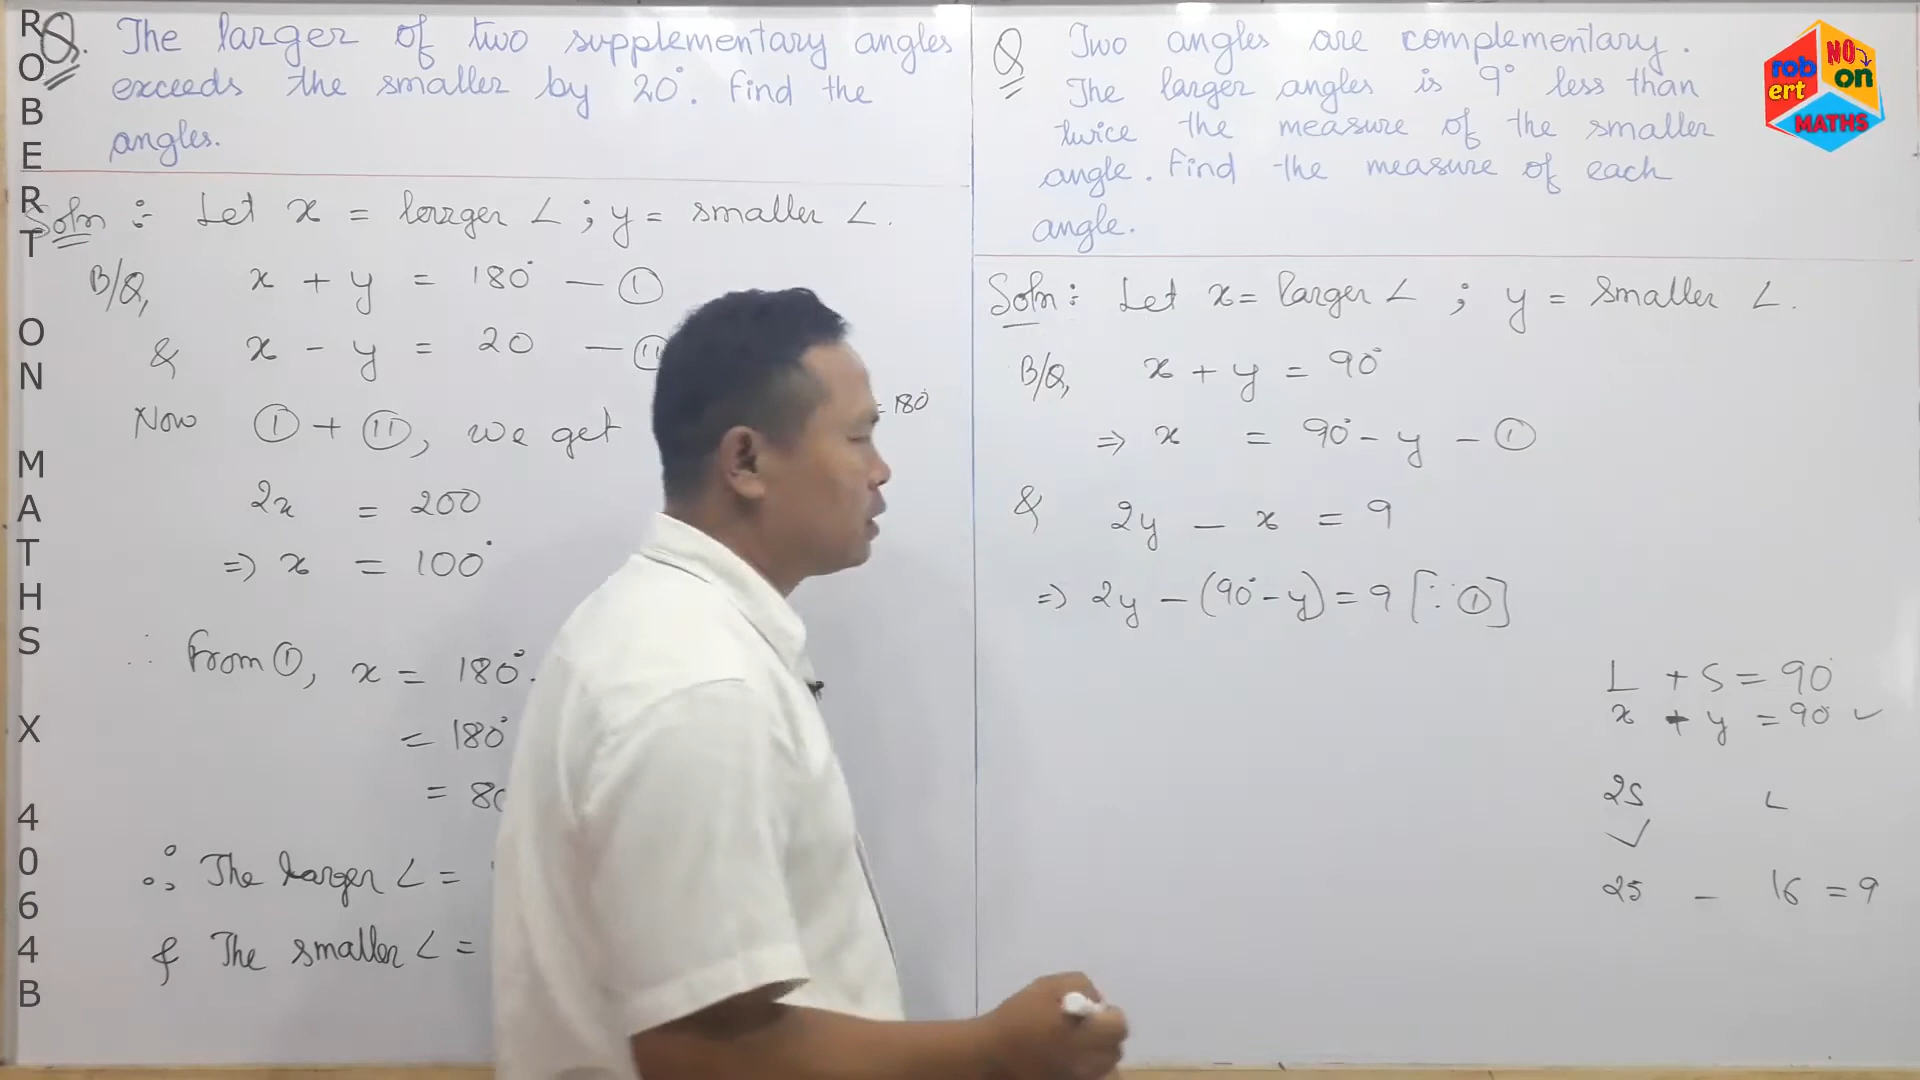 ROBERT ON MATHS X 4064B
Q. The larger of two supplementary angles
exceeds the smaller by 20°. Find the
angles.
Soln :- Let x = larger ∠ ; y = smaller ∠.
B/Q, x + y = 180° — ①
& x - y = 20 — ⑪
Now ① + ⑪, we get
= 180°
2x = 200
=) x = 100°
∴ From ①, x = 180°.
= 180°
= 80
∴ The larger ∠ =
& The smaller ∠ =
Q Two angles are complementary.
The larger angles is 9° less than
twice the measure of the smaller
angle. Find the measure of each
angle.
Soln : Let x = larger ∠ ; y = smaller ∠.
B/Q, x + y = 90°
=> x = 90° - y - ①
& 2y - x = 9
=) 2y - (90° - y) = 9 [∵ ①]
L + S = 90°
x + y = 90 ✓
2S L
✓
25 - 16 = 9
robert NO on
MATHS